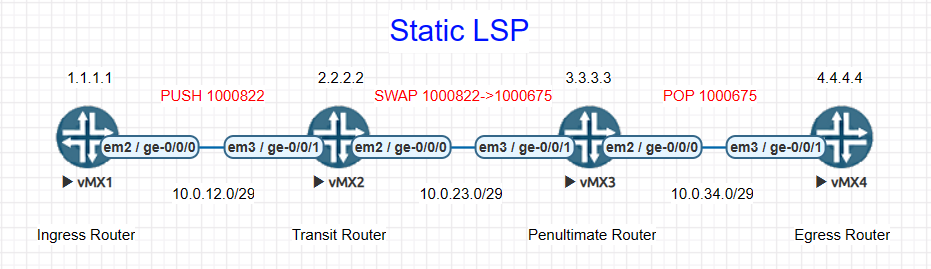 Static LSP
1.1.1.1 2.2.2.2 3.3.3.3 4.4.4.4
PUSH 1000822 SWAP 1000822->1000675 POP 1000675
em2 / ge-0/0/0 em3 / ge-0/0/1 em2 / ge-0/0/0 em3 / ge-0/0/1 em2 / ge-0/0/0 em3 / ge-0/0/1
vMX1 vMX2 vMX3 vMX4
10.0.12.0/29 10.0.23.0/29 10.0.34.0/29
Ingress Router Transit Router Penultimate Router Egress Router